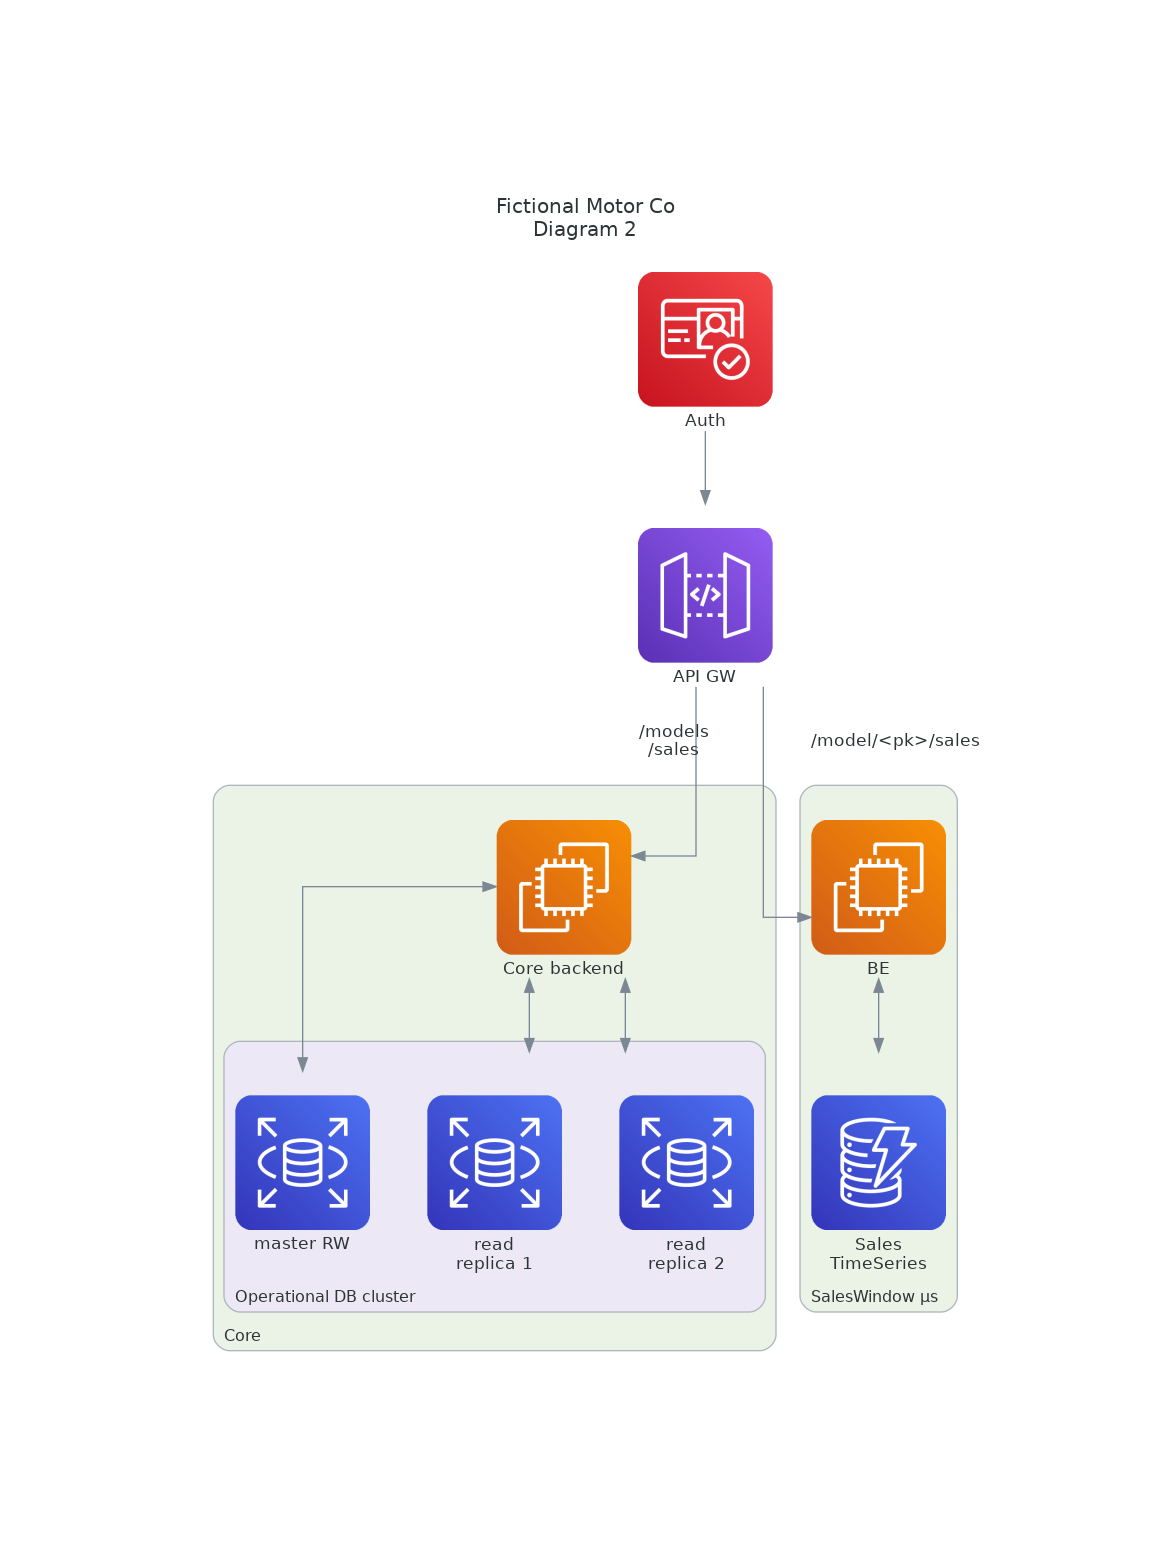 Fictional Motor Co
Diagram 2
Auth
API GW
/models
/sales
/model/<pk>/sales
Core backend
BE
master RW
read
replica 1
read
replica 2
Sales
TimeSeries
Operational DB cluster
SalesWindow µs
Core